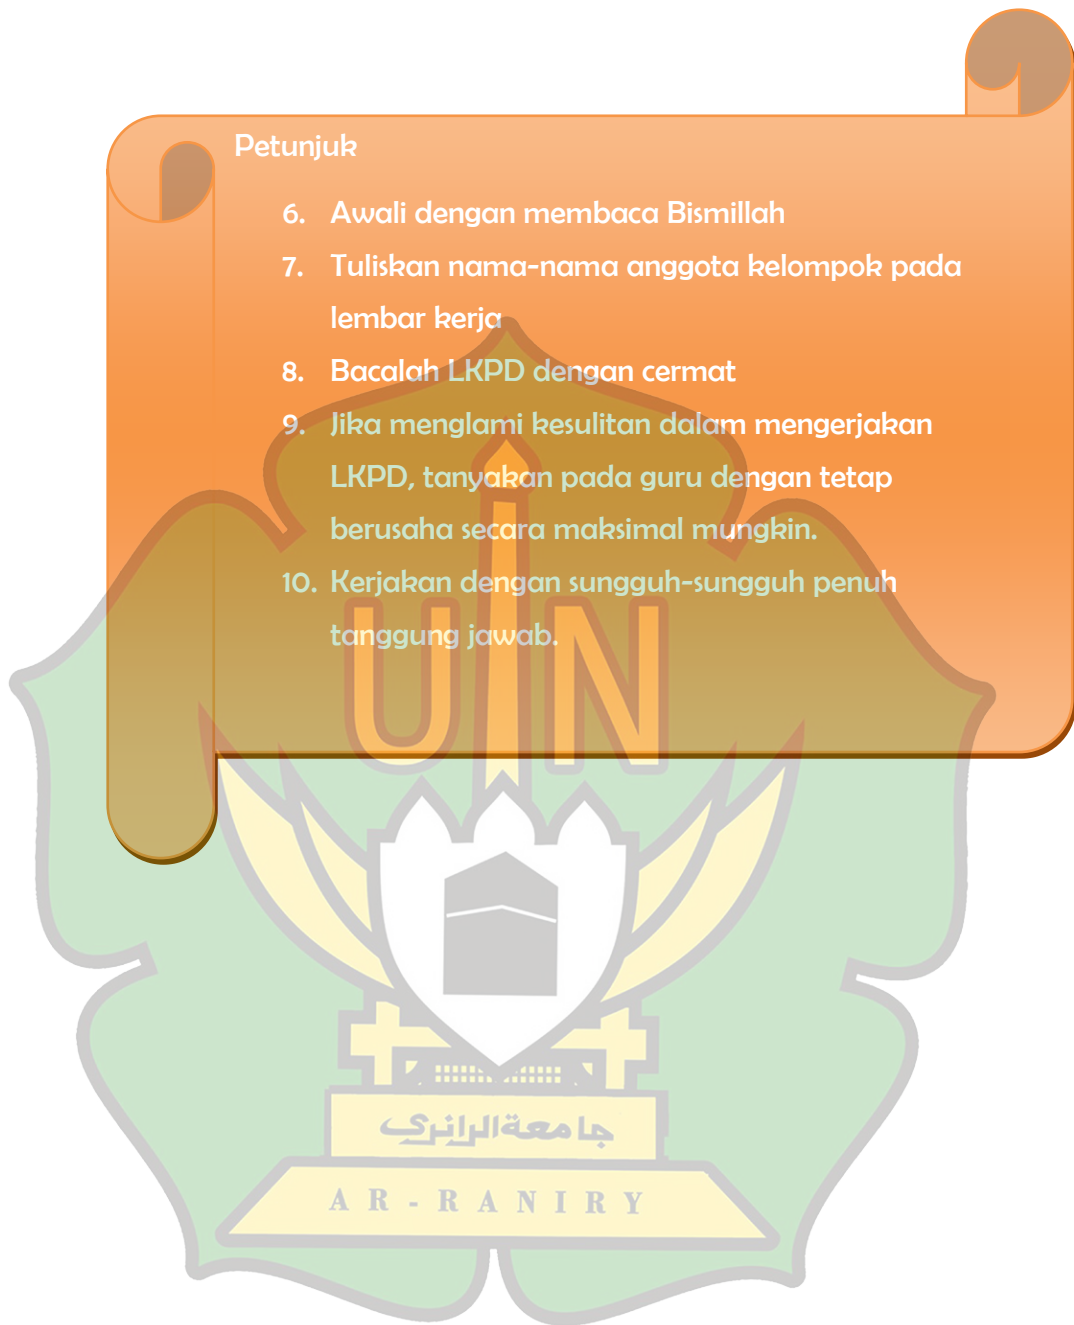 Petunjuk
6. Awali dengan membaca Bismillah
7. Tuliskan nama-nama anggota kelompok pada
lembar kerja
8. Bacalah LKPD dengan cermat
9. Jika menglami kesulitan dalam mengerjakan
LKPD, tanyakan pada guru dengan tetap
berusaha secara maksimal mungkin.
10. Kerjakan dengan sungguh-sungguh penuh
tanggung jawab.
UIN
جامعةالرانرى
AR-RANIRY